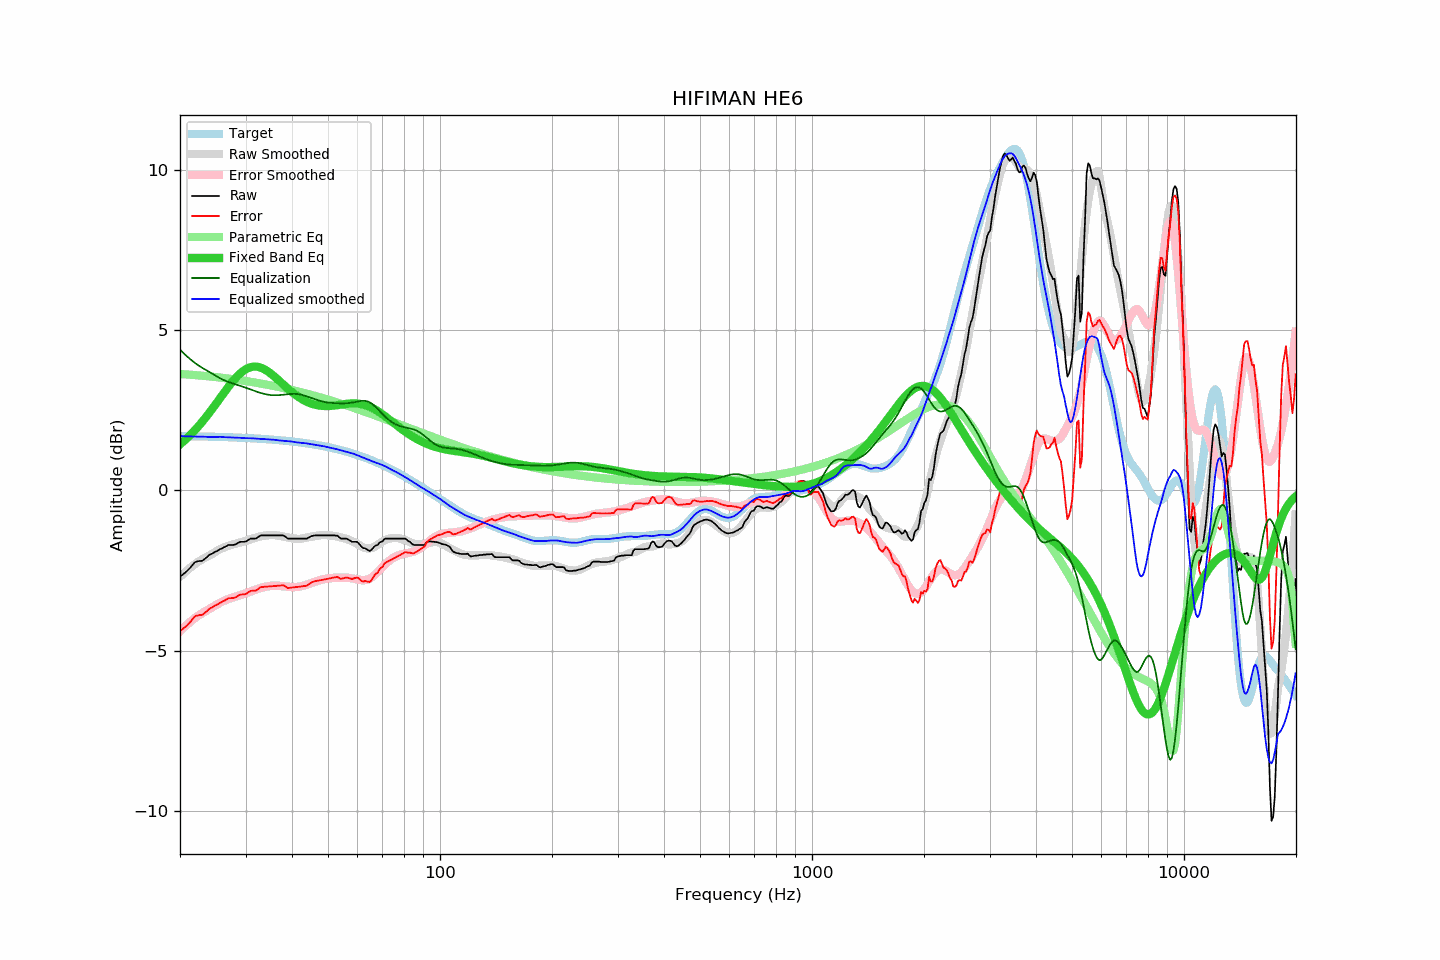 HIFIMAN HE6
Target
Raw Smoothed
Error Smoothed
Raw
Error
Parametric Eq
Fixed Band Eq
Equalization
Equalized smoothed
10
5
0
−5
−10
Amplitude (dBr)
100
1000
10000
Frequency (Hz)